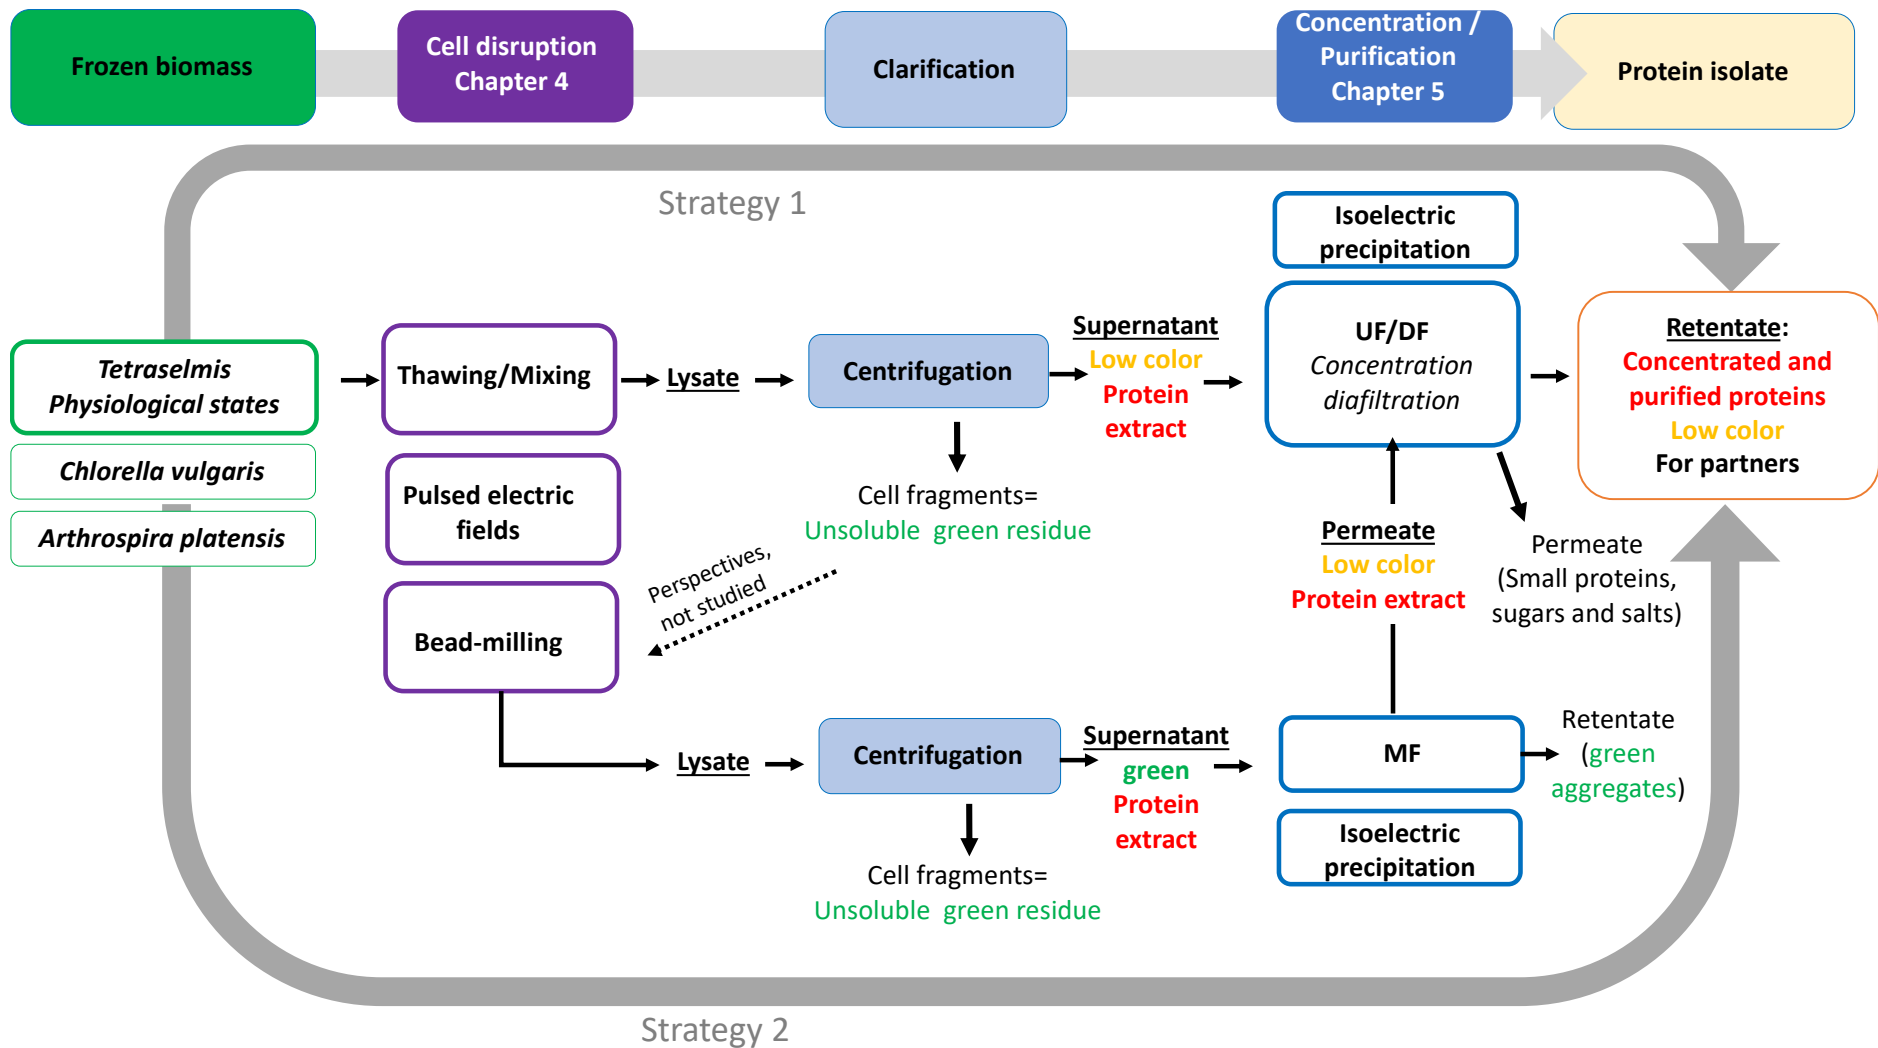 Frozen biomass
Cell disruption
Chapter 4
Clarification
Concentration /
Purification
Chapter 5
Protein isolate
Strategy 1
Tetraselmis
Physiological states
Chlorella vulgaris
Arthrospira platensis
Thawing/Mixing
Pulsed electric
fields
Bead-milling
Lysate
Centrifugation
Cell fragments=
Unsoluble green residue
Perspectives,
not studied
Supernatant
Low color
Protein
extract
Isoelectric
precipitation
UF/DF
Concentration
diafiltration
Retentate:
Concentrated and
purified proteins
Low color
For partners
Permeate
(Small proteins,
sugars and salts)
Permeate
Low color
Protein extract
Lysate
Centrifugation
Cell fragments=
Unsoluble green residue
Supernatant
green
Protein
extract
MF
Isoelectric
precipitation
Retentate
(green
aggregates)
Strategy 2